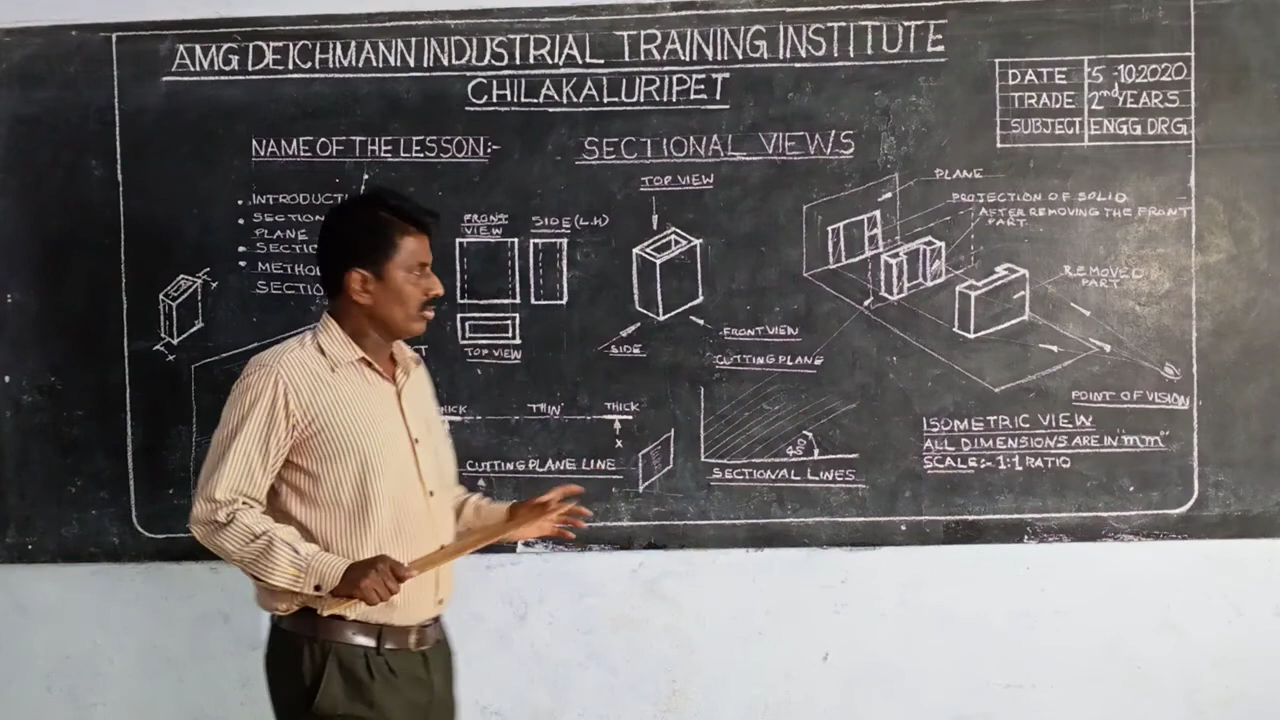 AMG DEICHMANN INDUSTRIAL TRAINING INSTITUTE
CHILAKALURIPET
DATE 5-10-2020
TRADE 2nd YEARS
SUBJECT ENGG DRG
NAME OF THE LESSON:-
SECTIONAL VIEWS
SECTION
PLANE
TOP VIEW
FRONT
VIEW
SIDE (L.H)
TOP VIEW
SIDE
FRONT VIEW
CUTTING PLANE
PLANE
PROJECTION OF SOLID
AFTER REMOVING THE FRONT
PART
REMOVED
PART
POINT OF VISION
THIN
THICK
X
CUTTING PLANE LINE
45°
SECTIONAL LINES
ISOMETRIC VIEW
ALL DIMENSIONS ARE IN "mm"
SCALE:- 1:1 RATIO